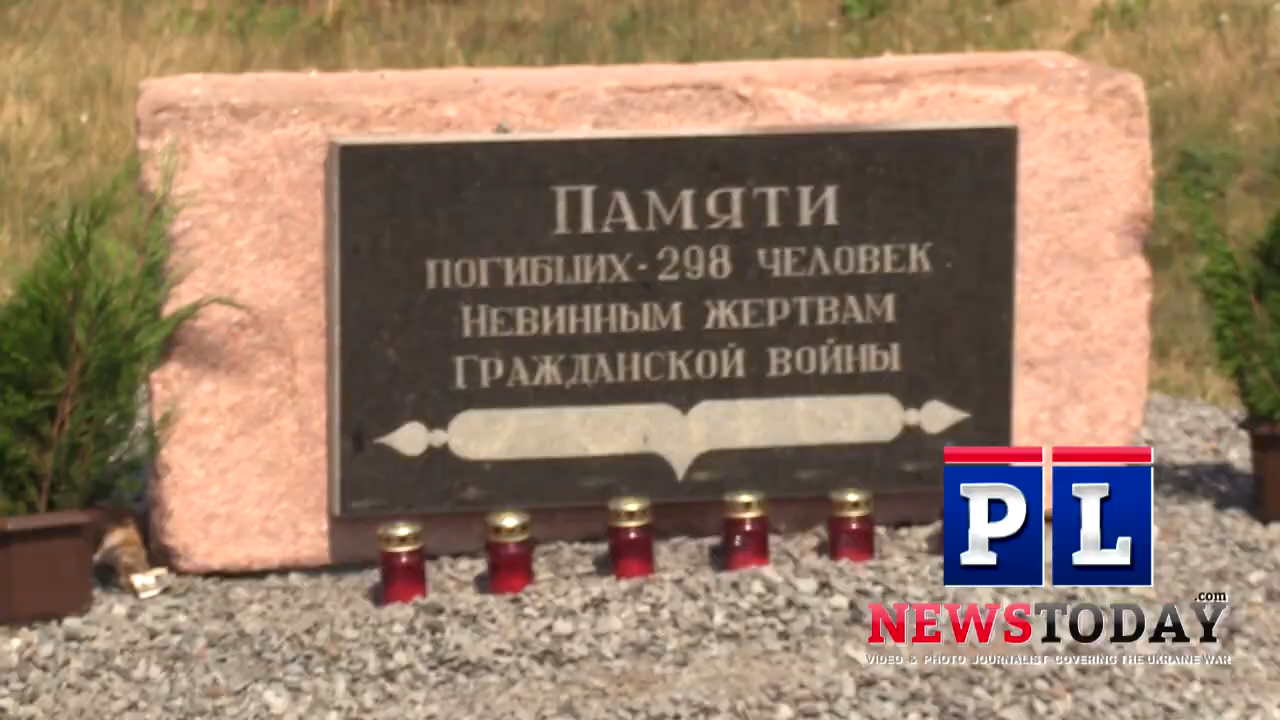 ПАМЯТИ
ПОГИБШИХ - 298 ЧЕЛОВЕК
НЕВИННЫМ ЖЕРТВАМ
ГРАЖДАНСКОЙ ВОЙНЫ
PL
.com
NEWSTODAY
VIDEO & PHOTO JOURNALIST COVERING THE UKRAINE WAR